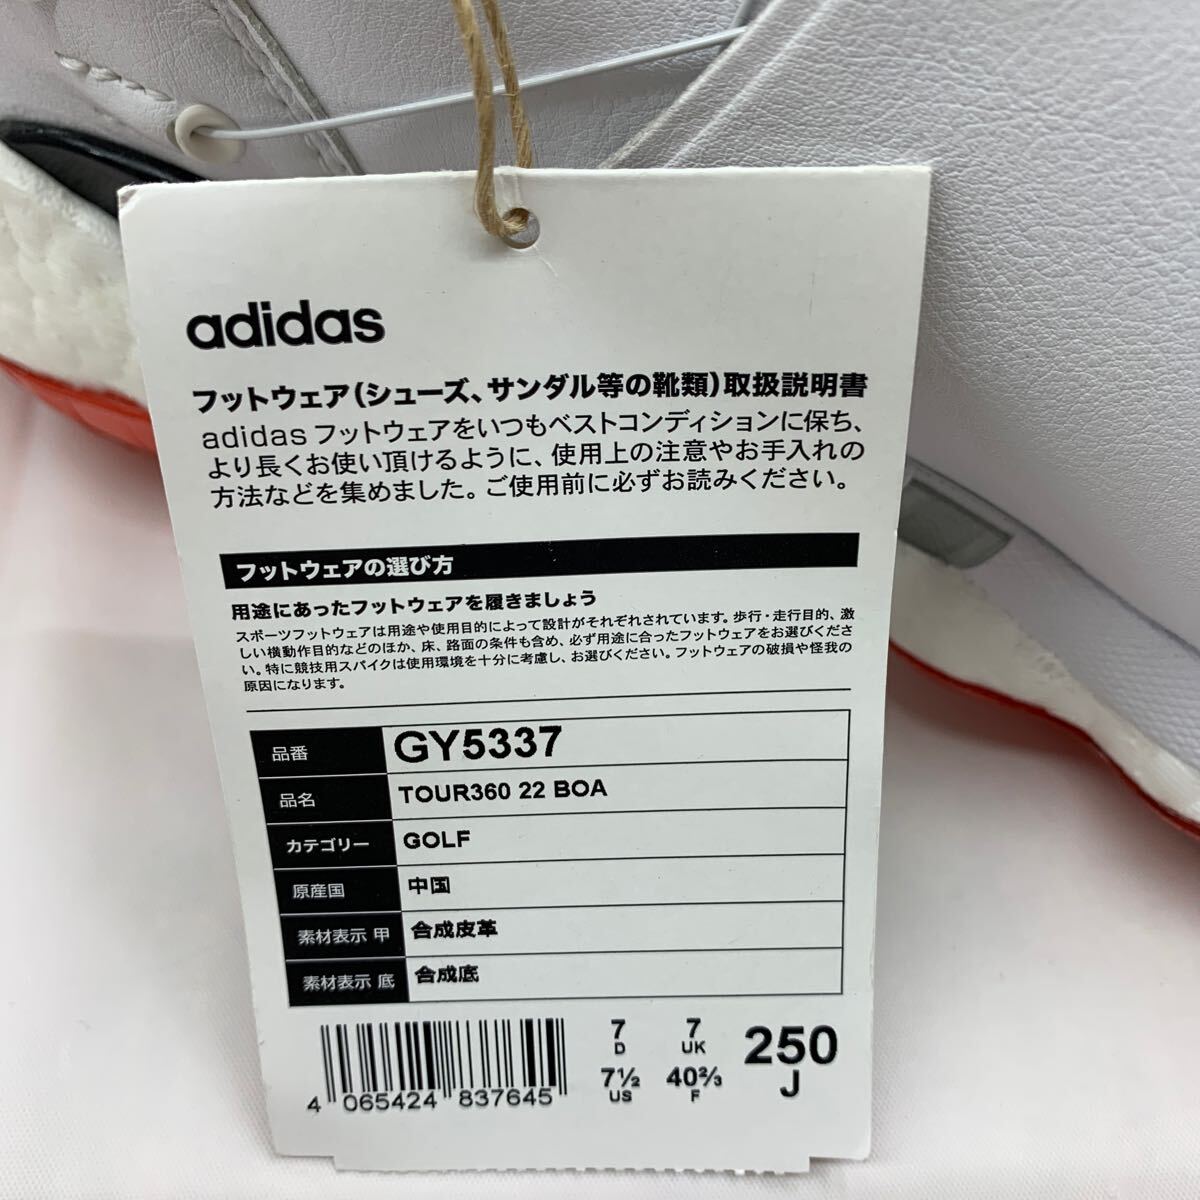 adidas
フットウェア(シューズ、サンダル等の靴類)取扱説明書
adidas フットウェアをいつもベストコンディションに保ち、
より長くお使い頂けるように、使用上の注意やお手入れの
方法などを集めました。ご使用前に必ずお読みください。
フットウェアの選び方
用途にあったフットウェアを履きましょう
スポーツフットウェアは用途や使用目的によって設計がそれぞれされています。歩行・走行目的、激
しい横動作目的などのほか、床、路面の条件も含め、必ず用途に合ったフットウェアをお選びくださ
い。特に競技用スパイクは使用環境を十分に考慮し、お選びください。フットウェアの破損や怪我の
原因になります。
品番 GY5337
品名 TOUR360 22 BOA
カテゴリー GOLF
原産国 中国
素材表示 甲 合成皮革
素材表示 底 合成底
7 7 250
D UK J
7½ 40⅔
US F
4 065424 837645